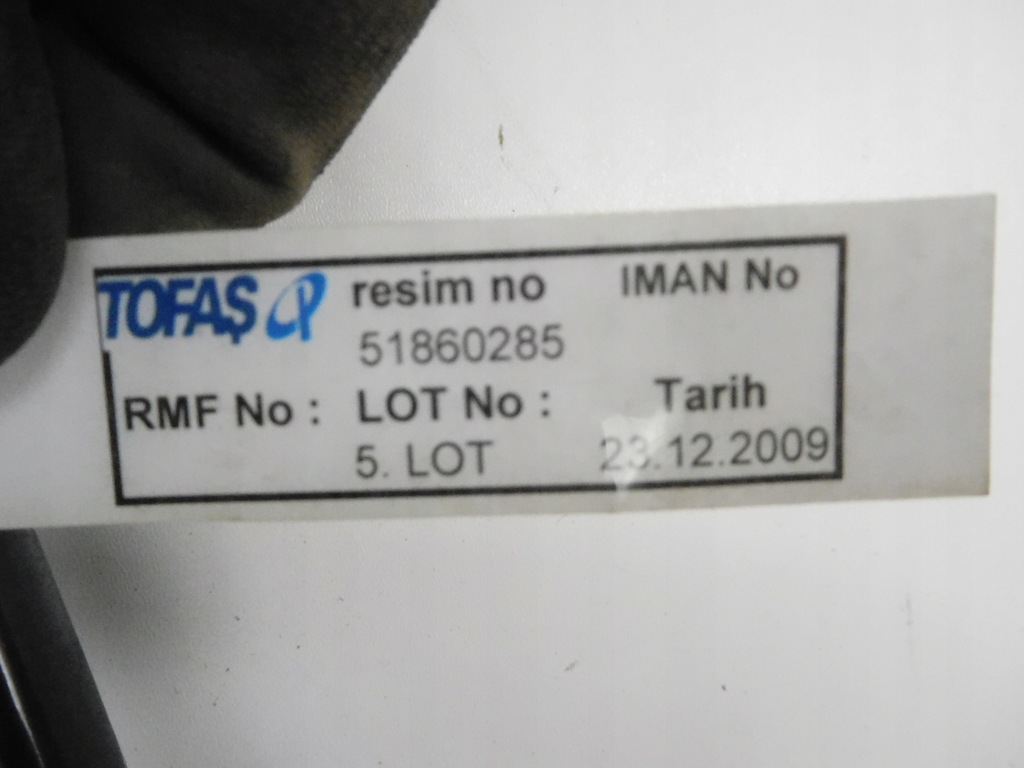 TOFAŞ resim no IMAN No
51860285
RMF No : LOT No : Tarih
5. LOT 23.12.2009